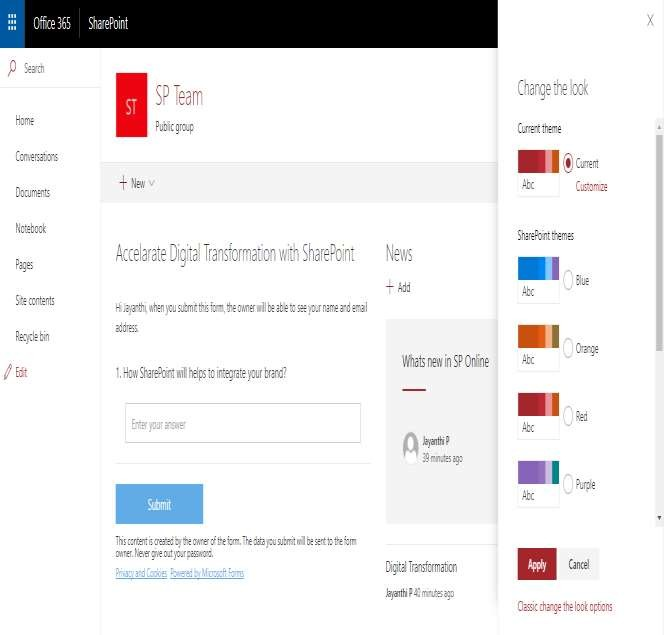 Office 365
SharePoint
Search
Home
Conversations
Documents
Notebook
Pages
Site contents
Recycle bin
Edit
ST
SP Team
Public group
New
Accelarate Digital Transformation with SharePoint
Hi Jayanthi, when you submit this form, the owner will be able to see your name and email
address.
1. How SharePoint will helps to integrate your brand?
Enter your answer
Submit
This content is created by the owner of the form. The data you submit will be sent to the form
owner. Never give out your password.
Privacy and Cookies Powered by Microsoft Forms
News
Add
Whats new in SP Online
Jayanthi P
39 minutes ago
Digital Transformation
Jayanthi P 40 minutes ago
X
Change the look
Current theme
Abc
Current
Customize
SharePoint themes
Abc
Blue
Abc
Orange
Abc
Red
Abc
Purple
Apply
Cancel
Classic change the look options